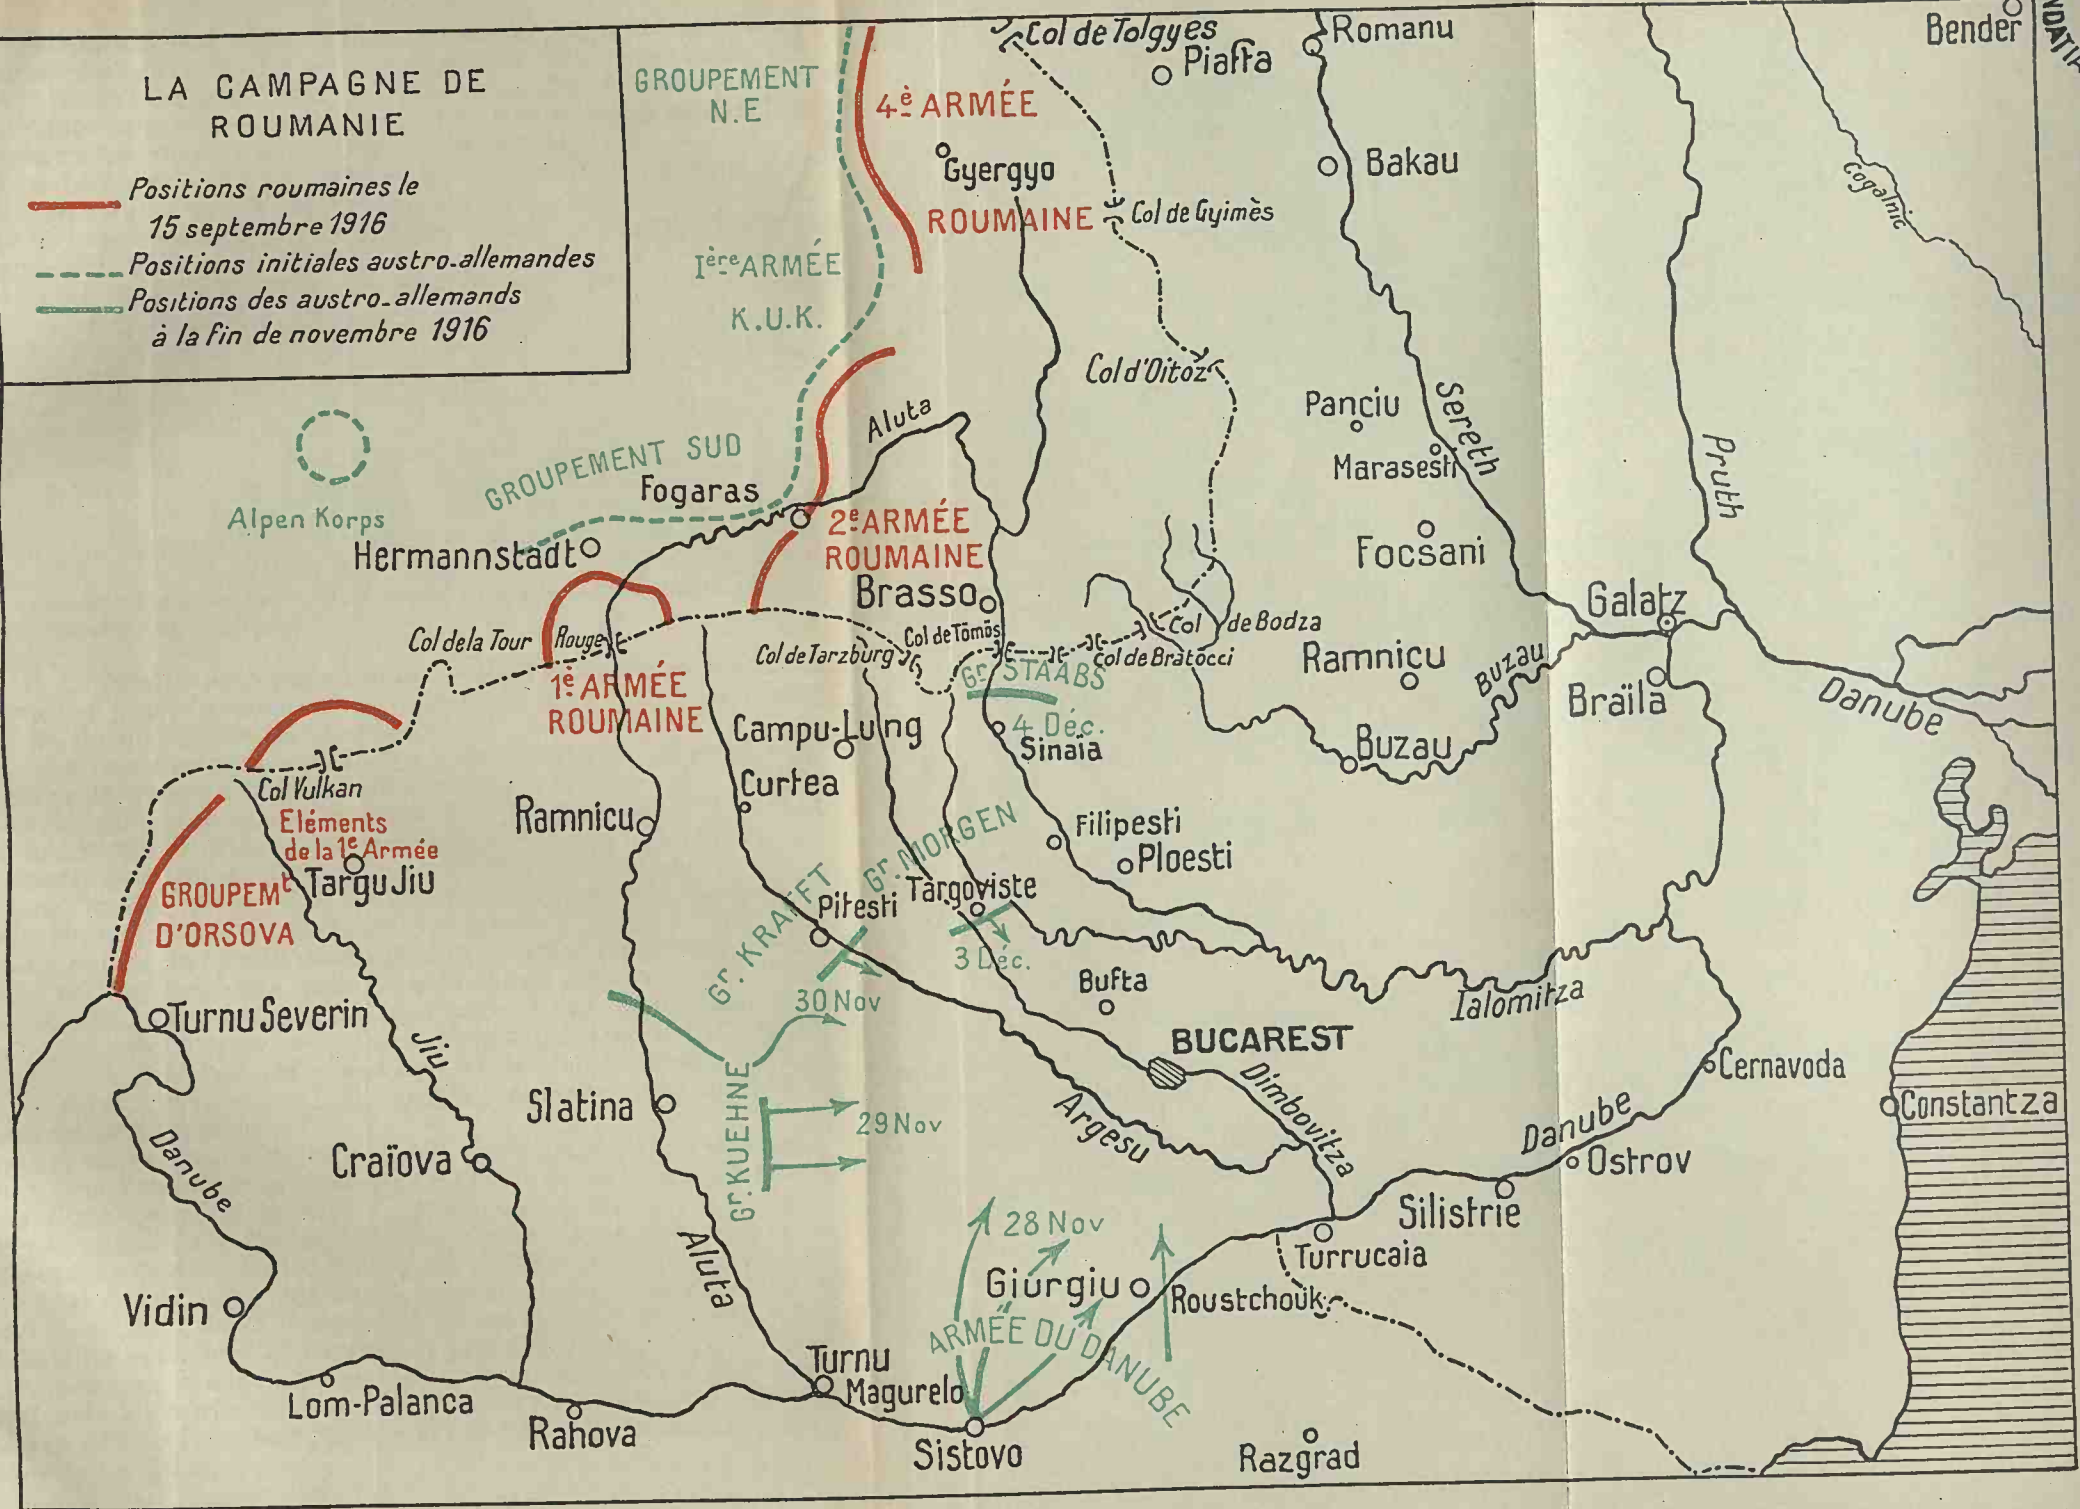 LA CAMPAGNE DE
ROUMANIE
Positions roumaines le
15 septembre 1916
Positions initiales austro-allemandes
Positions des austro-allemands
à la fin de novembre 1916
GROUPEMENT
N.E
4è ARMÉE
Gyergyo
ROUMAINE
Ière ARMÉE
K.U.K.
Col de Tolgyes
Piatra
Romanu
Bender
Bakau
Cogalnic
Col de Gyimès
Col d'Oitoz
Pançiu
Marasesti
Sereth
Pruth
Focsani
Aluta
GROUPEMENT SUD
Fogaras
Alpen Korps
Hermannstadt
2e ARMÉE
ROUMAINE
Brasso
Galatz
Col de la Tour Rouge
Col de Tarzburg
Col de Tömös
Col de Bratocci
Col de Bodza
Ramniçu
Buzau
Braïla
Danube
1è ARMÉE
ROUMAINE
Gr. STAABS
4 Déc.
Sinaïa
Campu-Lung
Curtea
Buzau
Col Vulkan
Eléments
de la 1e Armée
Targu Jiu
GROUPEMt
D'ORSOVA
Ramnicu
Filipesti
Ploesti
Gr. MORGEN
Gr. KRAFFT
Pitesti
Targoviste
3 Déc.
30 Nov
Bufta
Ialomitza
Turnu Severin
Jiu
BUCAREST
Dimbovitza
Argesu
Cernavoda
Constantza
Slatina
Gr. KUEHNE
29 Nov
Danube
Ostrov
Craïova
Danube
Silistrie
28 Nov
Turrucaia
Giurgiu
Roustchouk
Aluta
Vidin
ARMÉE DU DANUBE
Turnu
Magurelo
Lom-Palanca
Rahova
Sistovo
Razgrad